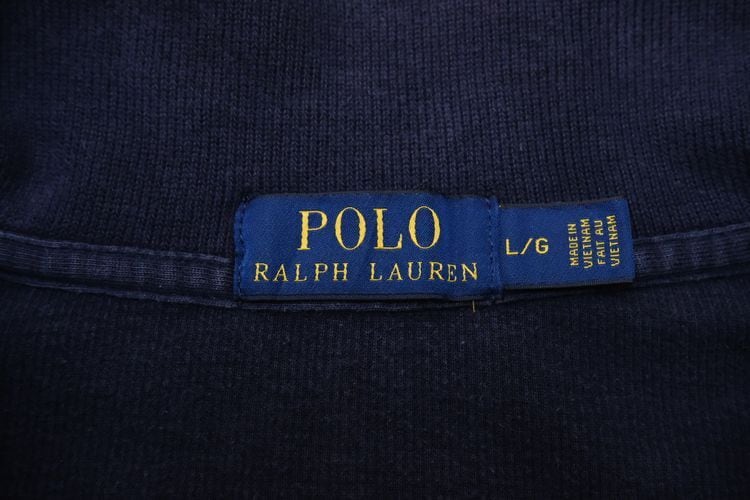 POLO
RALPH LAUREN
L/G
MADE IN
VIETNAM
FAIT AU
VIETNAM